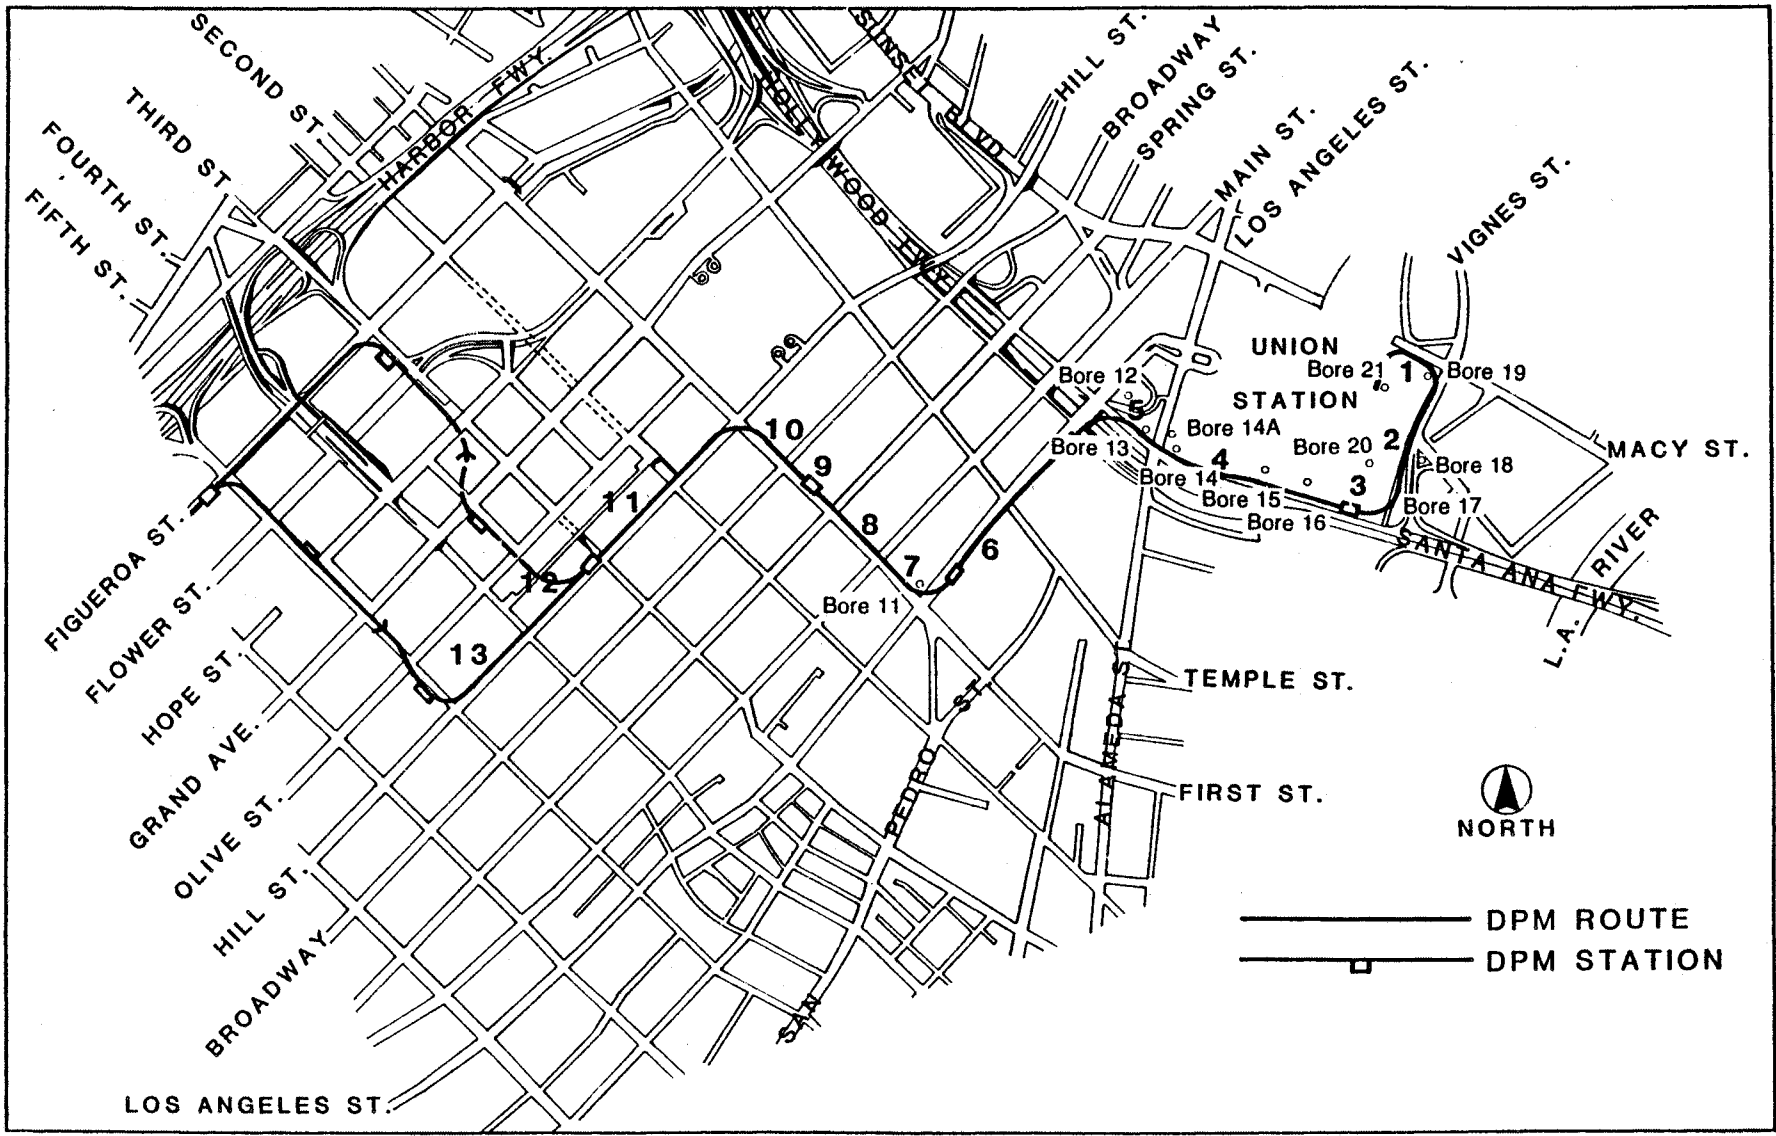 SECOND ST.
THIRD ST.
FOURTH ST.
FIFTH ST.
HARBOR FWY.
HOLLYWOOD FWY.
SUNSET BLVD
HILL ST.
BROADWAY
SPRING ST.
MAIN ST.
LOS ANGELES ST.
VIGNES ST.
UNION
STATION
Bore 21
1
Bore 19
Bore 12
5
Bore 14A
Bore 20
2
MACY ST.
Bore 13
4
Bore 18
Bore 14
3
Bore 15
Bore 17
Bore 16
SANTA ANA FWY.
L.A. RIVER
10
9
11
8
6
7
12
Bore 11
13
FIGUEROA ST.
FLOWER ST.
HOPE ST.
GRAND AVE.
OLIVE ST.
HILL ST.
BROADWAY
LOS ANGELES ST.
SAN PEDRO ST.
ALAMEDA ST.
TEMPLE ST.
FIRST ST.
NORTH
DPM ROUTE
DPM STATION